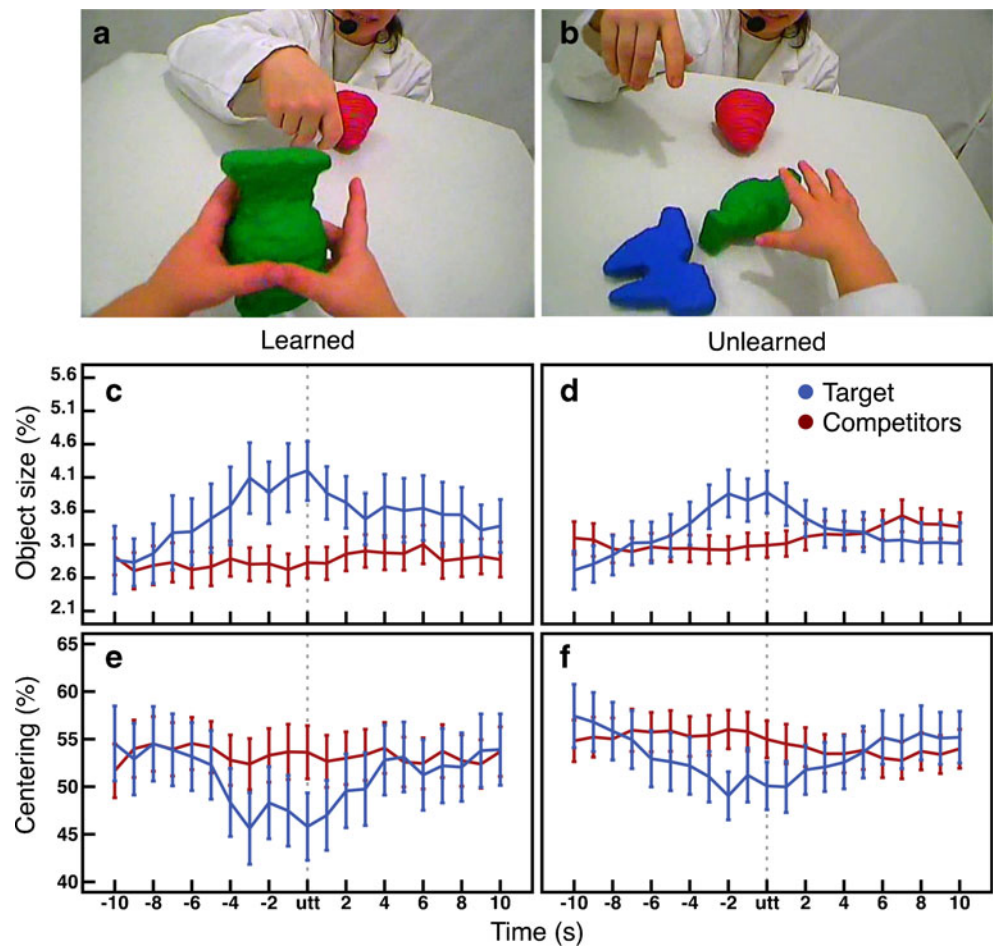 a
b
Learned
Unlearned
c
d
Target
Competitors
Object size (%)
5.6
5.1
4.6
4.1
3.6
3.1
2.6
2.1
e
f
Centering (%)
65
60
55
50
45
40
-10 -8 -6 -4 -2 utt 2 4 6 8 10
-10 -8 -6 -4 -2 utt 2 4 6 8 10
Time (s)